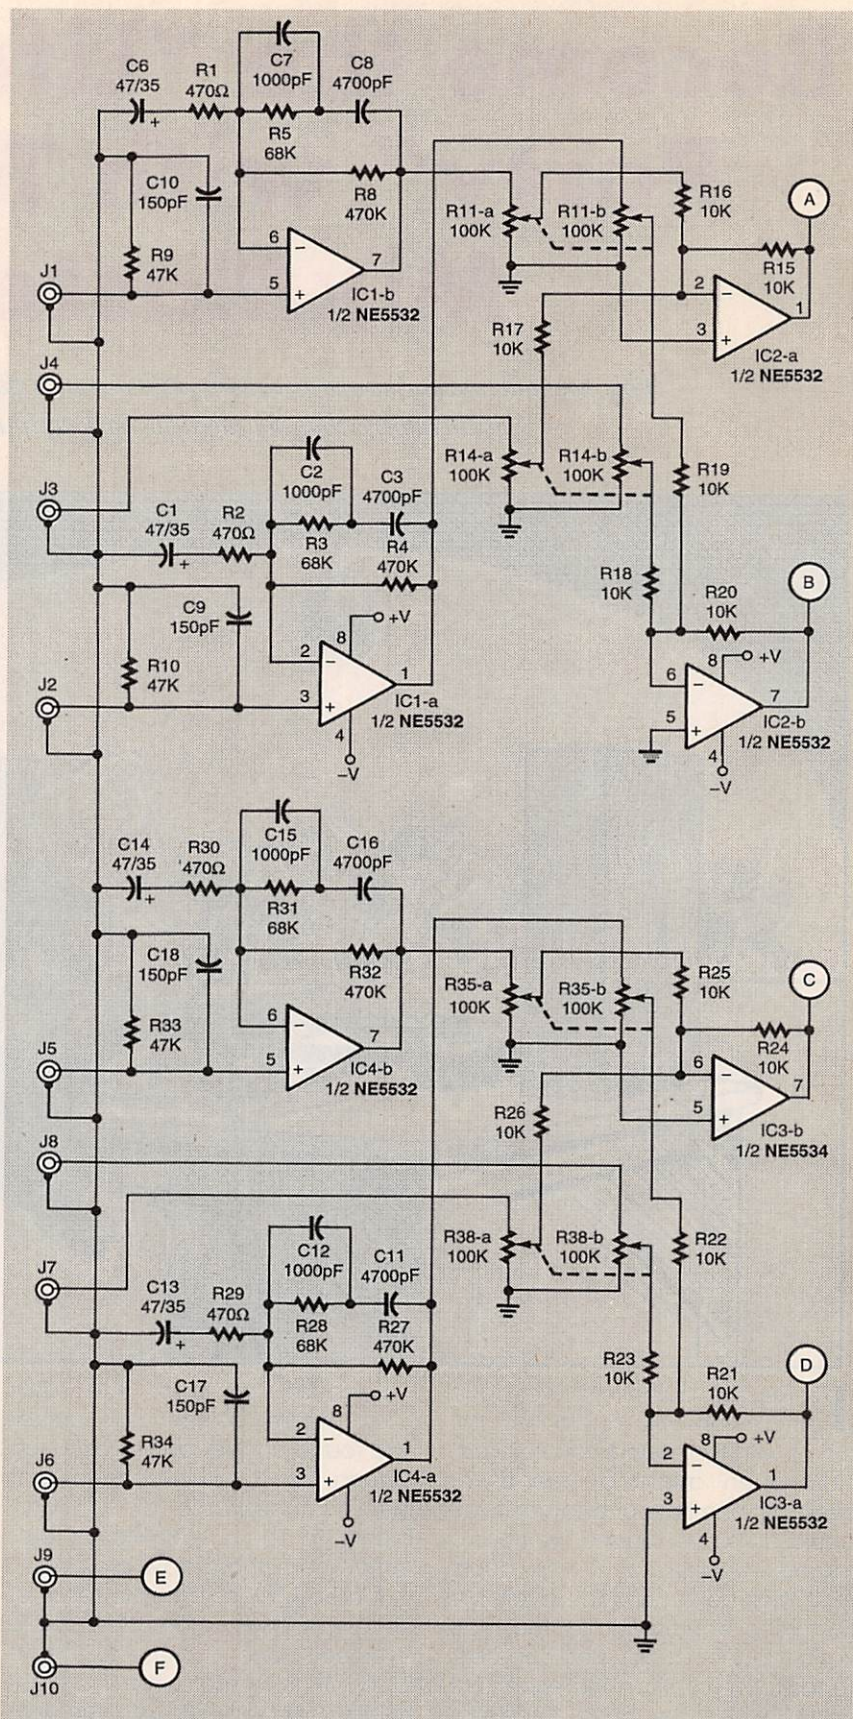 C6
47/35
+
R1
470Ω
C7
1000pF
C8
4700pF
R5
68K
R8
470K
C10
150pF
R9
47K
J1
6
−
7
5
+
IC1-b
1/2 NE5532
R11-a
100K
R11-b
100K
R16
10K
A
R15
10K
2
−
1
3
+
IC2-a
1/2 NE5532
R17
10K
J4
J3
C1
47/35
+
R2
470Ω
C2
1000pF
C3
4700pF
R3
68K
R4
470K
R14-a
100K
R14-b
100K
R19
10K
R18
10K
R20
10K
B
C9
150pF
R10
47K
J2
8
+V
2
−
1
3
+
IC1-a
1/2 NE5532
4
−V
8
+V
6
−
7
5
+
IC2-b
1/2 NE5532
4
−V
C14
47/35
+
R30
470Ω
C15
1000pF
C16
4700pF
R31
68K
R32
470K
C18
150pF
R33
47K
J5
6
−
7
5
+
IC4-b
1/2 NE5532
R35-a
100K
R35-b
100K
R25
10K
C
R24
10K
6
−
7
5
+
IC3-b
1/2 NE5534
R26
10K
J8
J7
C13
47/35
+
R29
470Ω
C12
1000pF
C11
4700pF
R28
68K
R27
470K
R38-a
100K
R38-b
100K
R22
10K
R23
10K
R21
10K
D
C17
150pF
R34
47K
J6
8
+V
2
−
1
3
+
IC4-a
1/2 NE5532
−V
8
+V
2
−
1
3
+
IC3-a
1/2 NE5532
4
−V
J9
E
J10
F